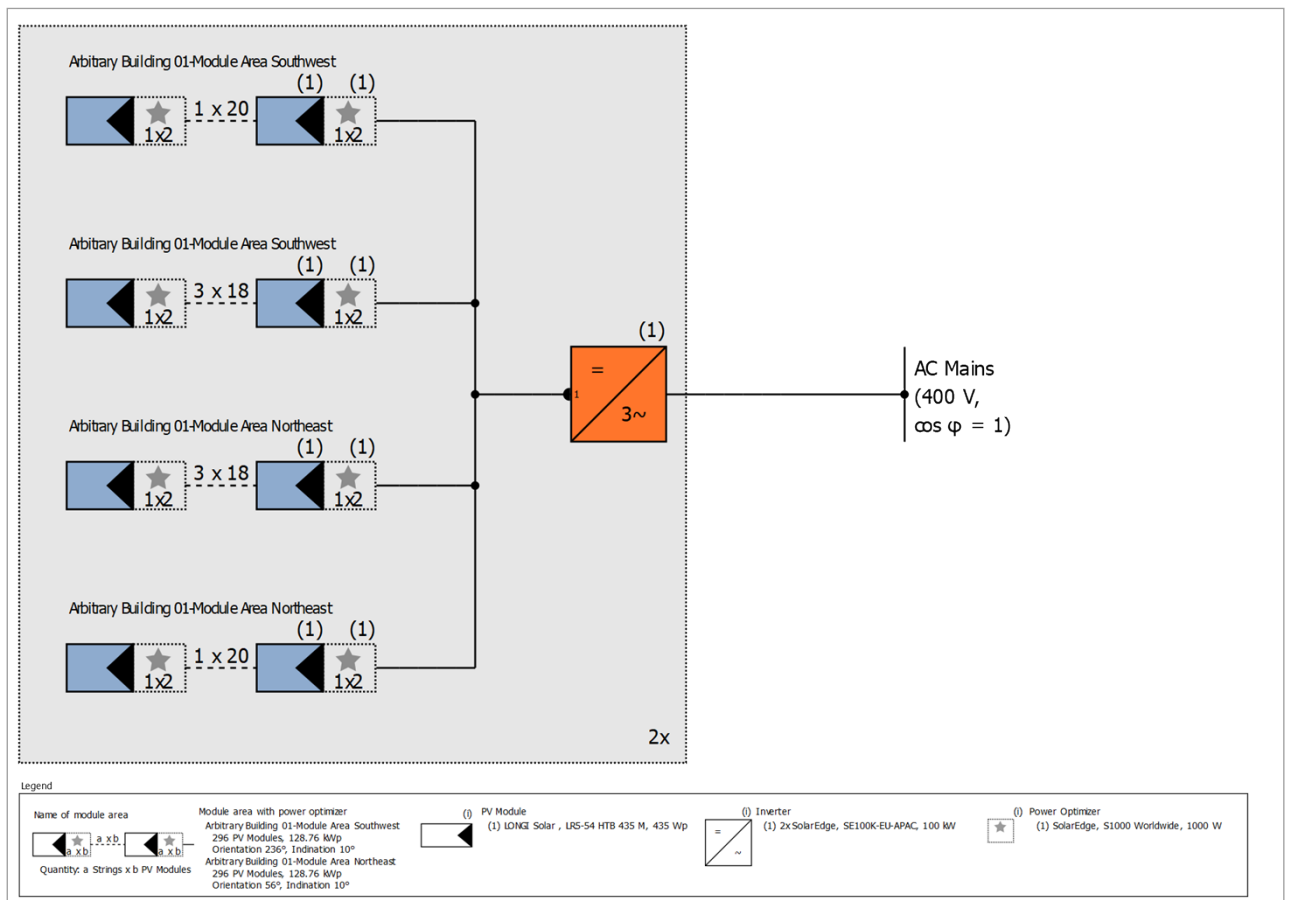 Arbitrary Building 01-Module Area Southwest
(1) (1)
1 x 20
1x2 1x2
Arbitrary Building 01-Module Area Southwest
(1) (1)
3 x 18
1x2 1x2
(1)
=
1
3~
AC Mains
(400 V,
cos φ = 1)
Arbitrary Building 01-Module Area Northeast
(1) (1)
3 x 18
1x2 1x2
Arbitrary Building 01-Module Area Northeast
(1) (1)
1 x 20
1x2 1x2
2x
Legend
Name of module area
a x b
a x b a x b
Quantity: a Strings x b PV Modules
Module area with power optimizer
Arbitrary Building 01-Module Area Southwest
296 PV Modules, 128.76 kWp
Orientation 236°, Inclination 10°
Arbitrary Building 01-Module Area Northeast
296 PV Modules, 128.76 kWp
Orientation 56°, Inclination 10°
(i) PV Module
(1) LONGI Solar , LR5-54 HTB 435 M, 435 Wp
(i) Inverter
= ~
(1) 2x SolarEdge, SE100K-EU-APAC, 100 kW
(i) Power Optimizer
(1) SolarEdge, S1000 Worldwide, 1000 W